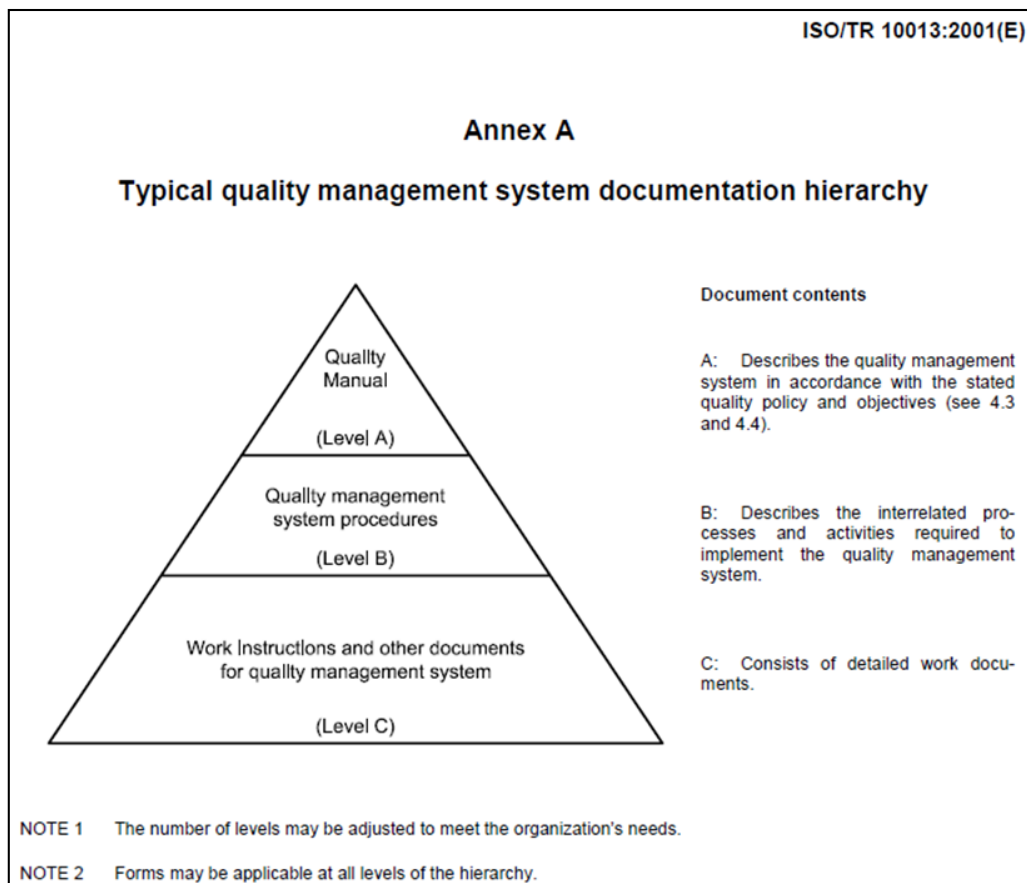 ISO/TR 10013:2001(E)
Annex A
Typical quality management system documentation hierarchy
Quality
Manual
(Level A)
Quality management
system procedures
(Level B)
Work Instructions and other documents
for quality management system
(Level C)
Document contents
A: Describes the quality management
system in accordance with the stated
quality policy and objectives (see 4.3
and 4.4).
B: Describes the interrelated pro-
cesses and activities required to
implement the quality management
system.
C: Consists of detailed work docu-
ments.
NOTE 1 The number of levels may be adjusted to meet the organization's needs.
NOTE 2 Forms may be applicable at all levels of the hierarchy.